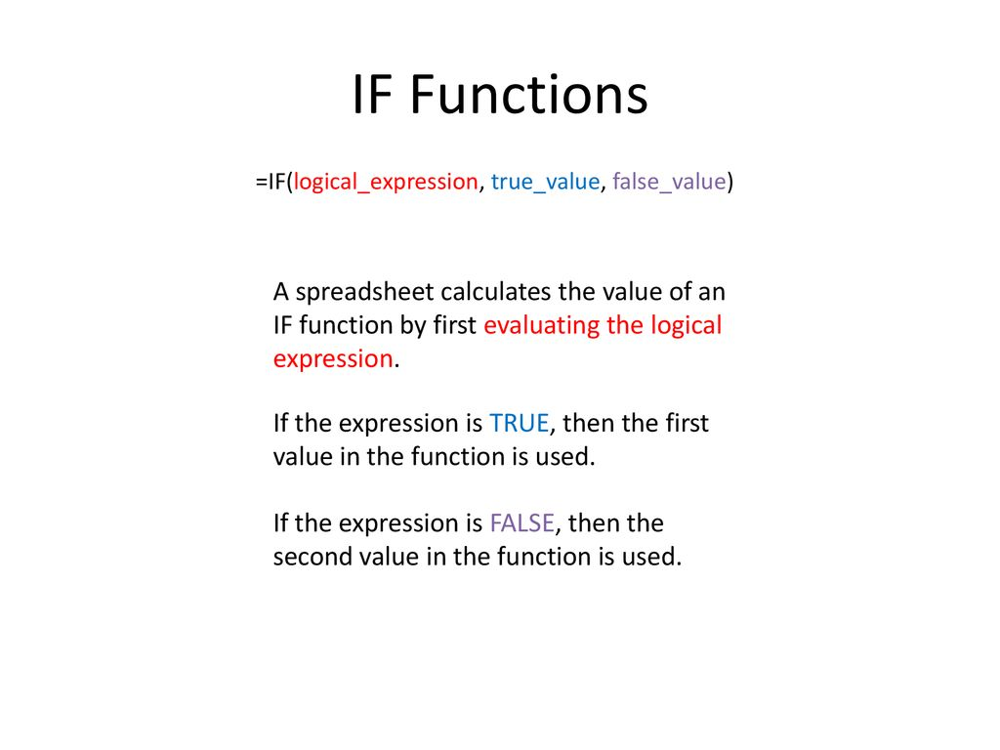 IF Functions
=IF(logical_expression, true_value, false_value)
A spreadsheet calculates the value of an
IF function by first evaluating the logical
expression.
If the expression is TRUE, then the first
value in the function is used.
If the expression is FALSE, then the
second value in the function is used.